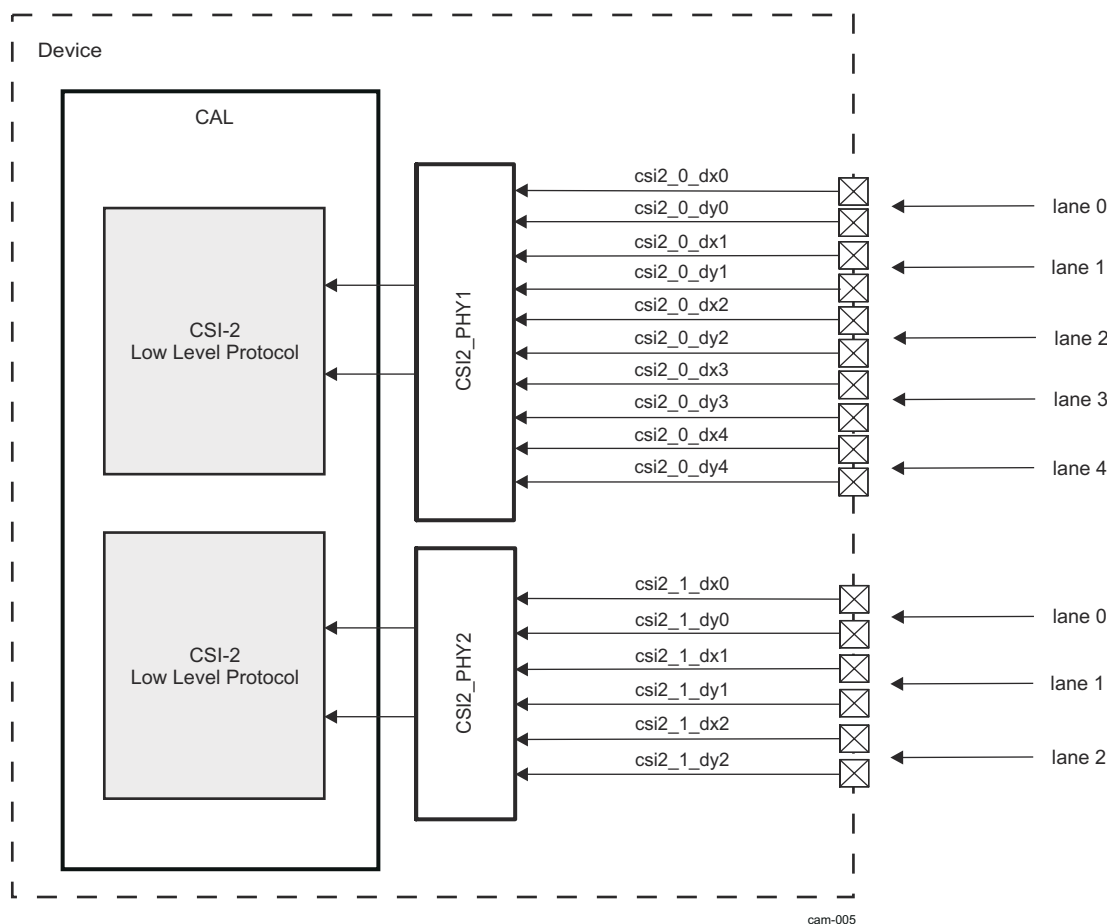 Device
CAL
CSI-2
Low Level Protocol
CSI2_PHY1
csi2_0_dx0
csi2_0_dy0
csi2_0_dx1
csi2_0_dy1
csi2_0_dx2
csi2_0_dy2
csi2_0_dx3
csi2_0_dy3
csi2_0_dx4
csi2_0_dy4
lane 0
lane 1
lane 2
lane 3
lane 4
CSI-2
Low Level Protocol
CSI2_PHY2
csi2_1_dx0
csi2_1_dy0
csi2_1_dx1
csi2_1_dy1
csi2_1_dx2
csi2_1_dy2
lane 0
lane 1
lane 2
cam-005